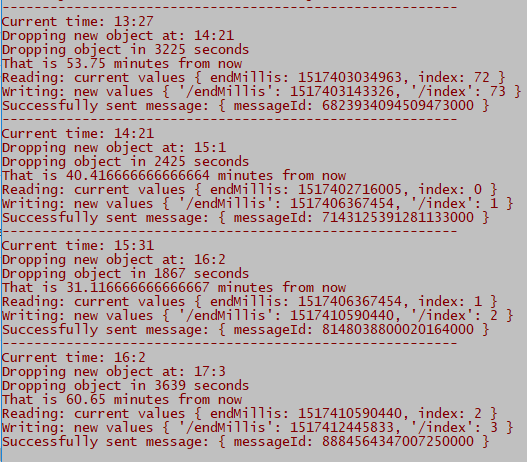 ------------------------------------------------------------
Current time: 13:27
Dropping new object at: 14:21
Dropping object in 3225 seconds
That is 53.75 minutes from now
Reading: current values { endMillis: 1517403034963, index: 72 }
Writing: new values { '/endMillis': 1517403143326, '/index': 73 }
Successfully sent message: { messageId: 6823934094509473000 }
------------------------------------------------------------
Current time: 14:21
Dropping new object at: 15:1
Dropping object in 2425 seconds
That is 40.416666666666664 minutes from now
Reading: current values { endMillis: 1517402716005, index: 0 }
Writing: new values { '/endMillis': 1517406367454, '/index': 1 }
Successfully sent message: { messageId: 7143125391281133000 }
------------------------------------------------------------
Current time: 15:31
Dropping new object at: 16:2
Dropping object in 1867 seconds
That is 31.116666666666667 minutes from now
Reading: current values { endMillis: 1517406367454, index: 1 }
Writing: new values { '/endMillis': 1517410590440, '/index': 2 }
Successfully sent message: { messageId: 8148038800020164000 }
------------------------------------------------------------
Current time: 16:2
Dropping new object at: 17:3
Dropping object in 3639 seconds
That is 60.65 minutes from now
Reading: current values { endMillis: 1517410590440, index: 2 }
Writing: new values { '/endMillis': 1517412445833, '/index': 3 }
Successfully sent message: { messageId: 8884564347007250000 }